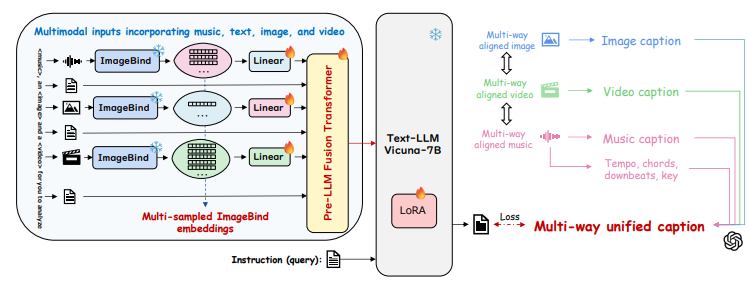 Multimodal inputs incorporating music, text, image, and video
<music>, an <image> and <video> for you to analyze
ImageBind
...
Linear
ImageBind
...
Linear
ImageBind
...
Linear
Pre-LLM Fusion Transformer
Multi-sampled ImageBind
embeddings
Instruction (query):
Text-LLM
Vicuna-7B
LoRA
Loss
Multi-way
aligned image
Image caption
Multi-way
aligned video
Video caption
Multi-way
aligned music
Music caption
Tempo, chords,
downbeats, key
Multi-way unified caption